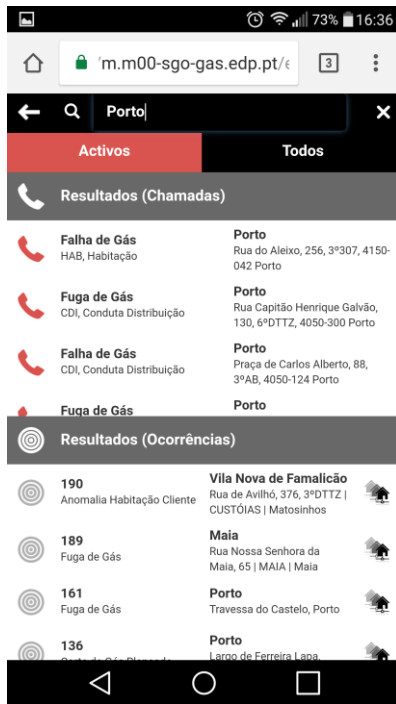 73% 16:36
'm.m00-sgo-gas.edp.pt/e 3
Porto
Activos Todos
Resultados (Chamadas)
Falha de Gás
HAB, Habitação
Porto
Rua do Aleixo, 256, 3º307, 4150-
042 Porto
Fuga de Gás
CDI, Conduta Distribuição
Porto
Rua Capitão Henrique Galvão,
130, 6ºDTTZ, 4050-300 Porto
Falha de Gás
CDI, Conduta Distribuição
Porto
Praça de Carlos Alberto, 88,
3ºAB, 4050-124 Porto
Fuga de Gás
Porto
Resultados (Ocorrências)
190
Anomalia Habitação Cliente
Vila Nova de Famalicão
Rua de Avilhó, 376, 3ºDTTZ |
CUSTÓIAS | Matosinhos
189
Fuga de Gás
Maia
Rua Nossa Senhora da
Maia, 65 | MAIA | Maia
161
Fuga de Gás
Porto
Travessa do Castelo, Porto
136
Corte de Gás Planeado
Porto
Largo de Ferreira Lapa,